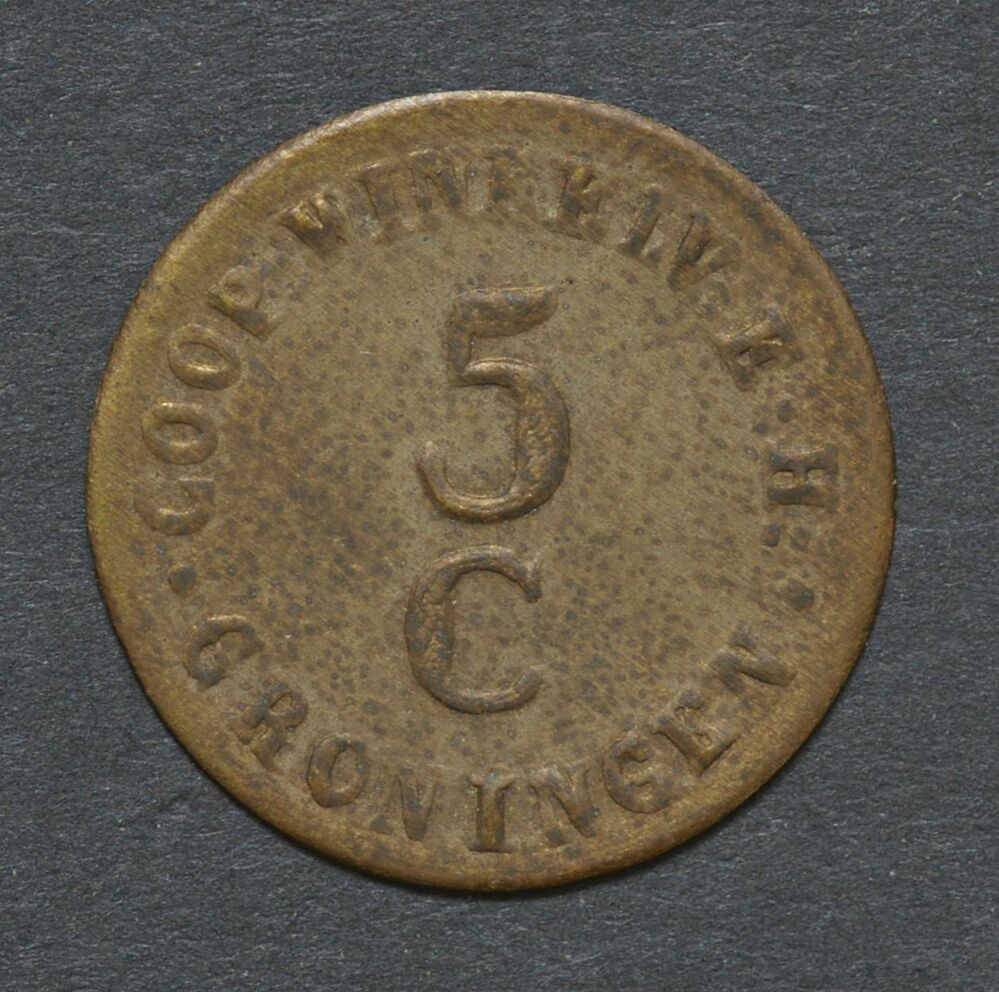 COOP. WINKELV. E. H.
5
C
GRONINGEN